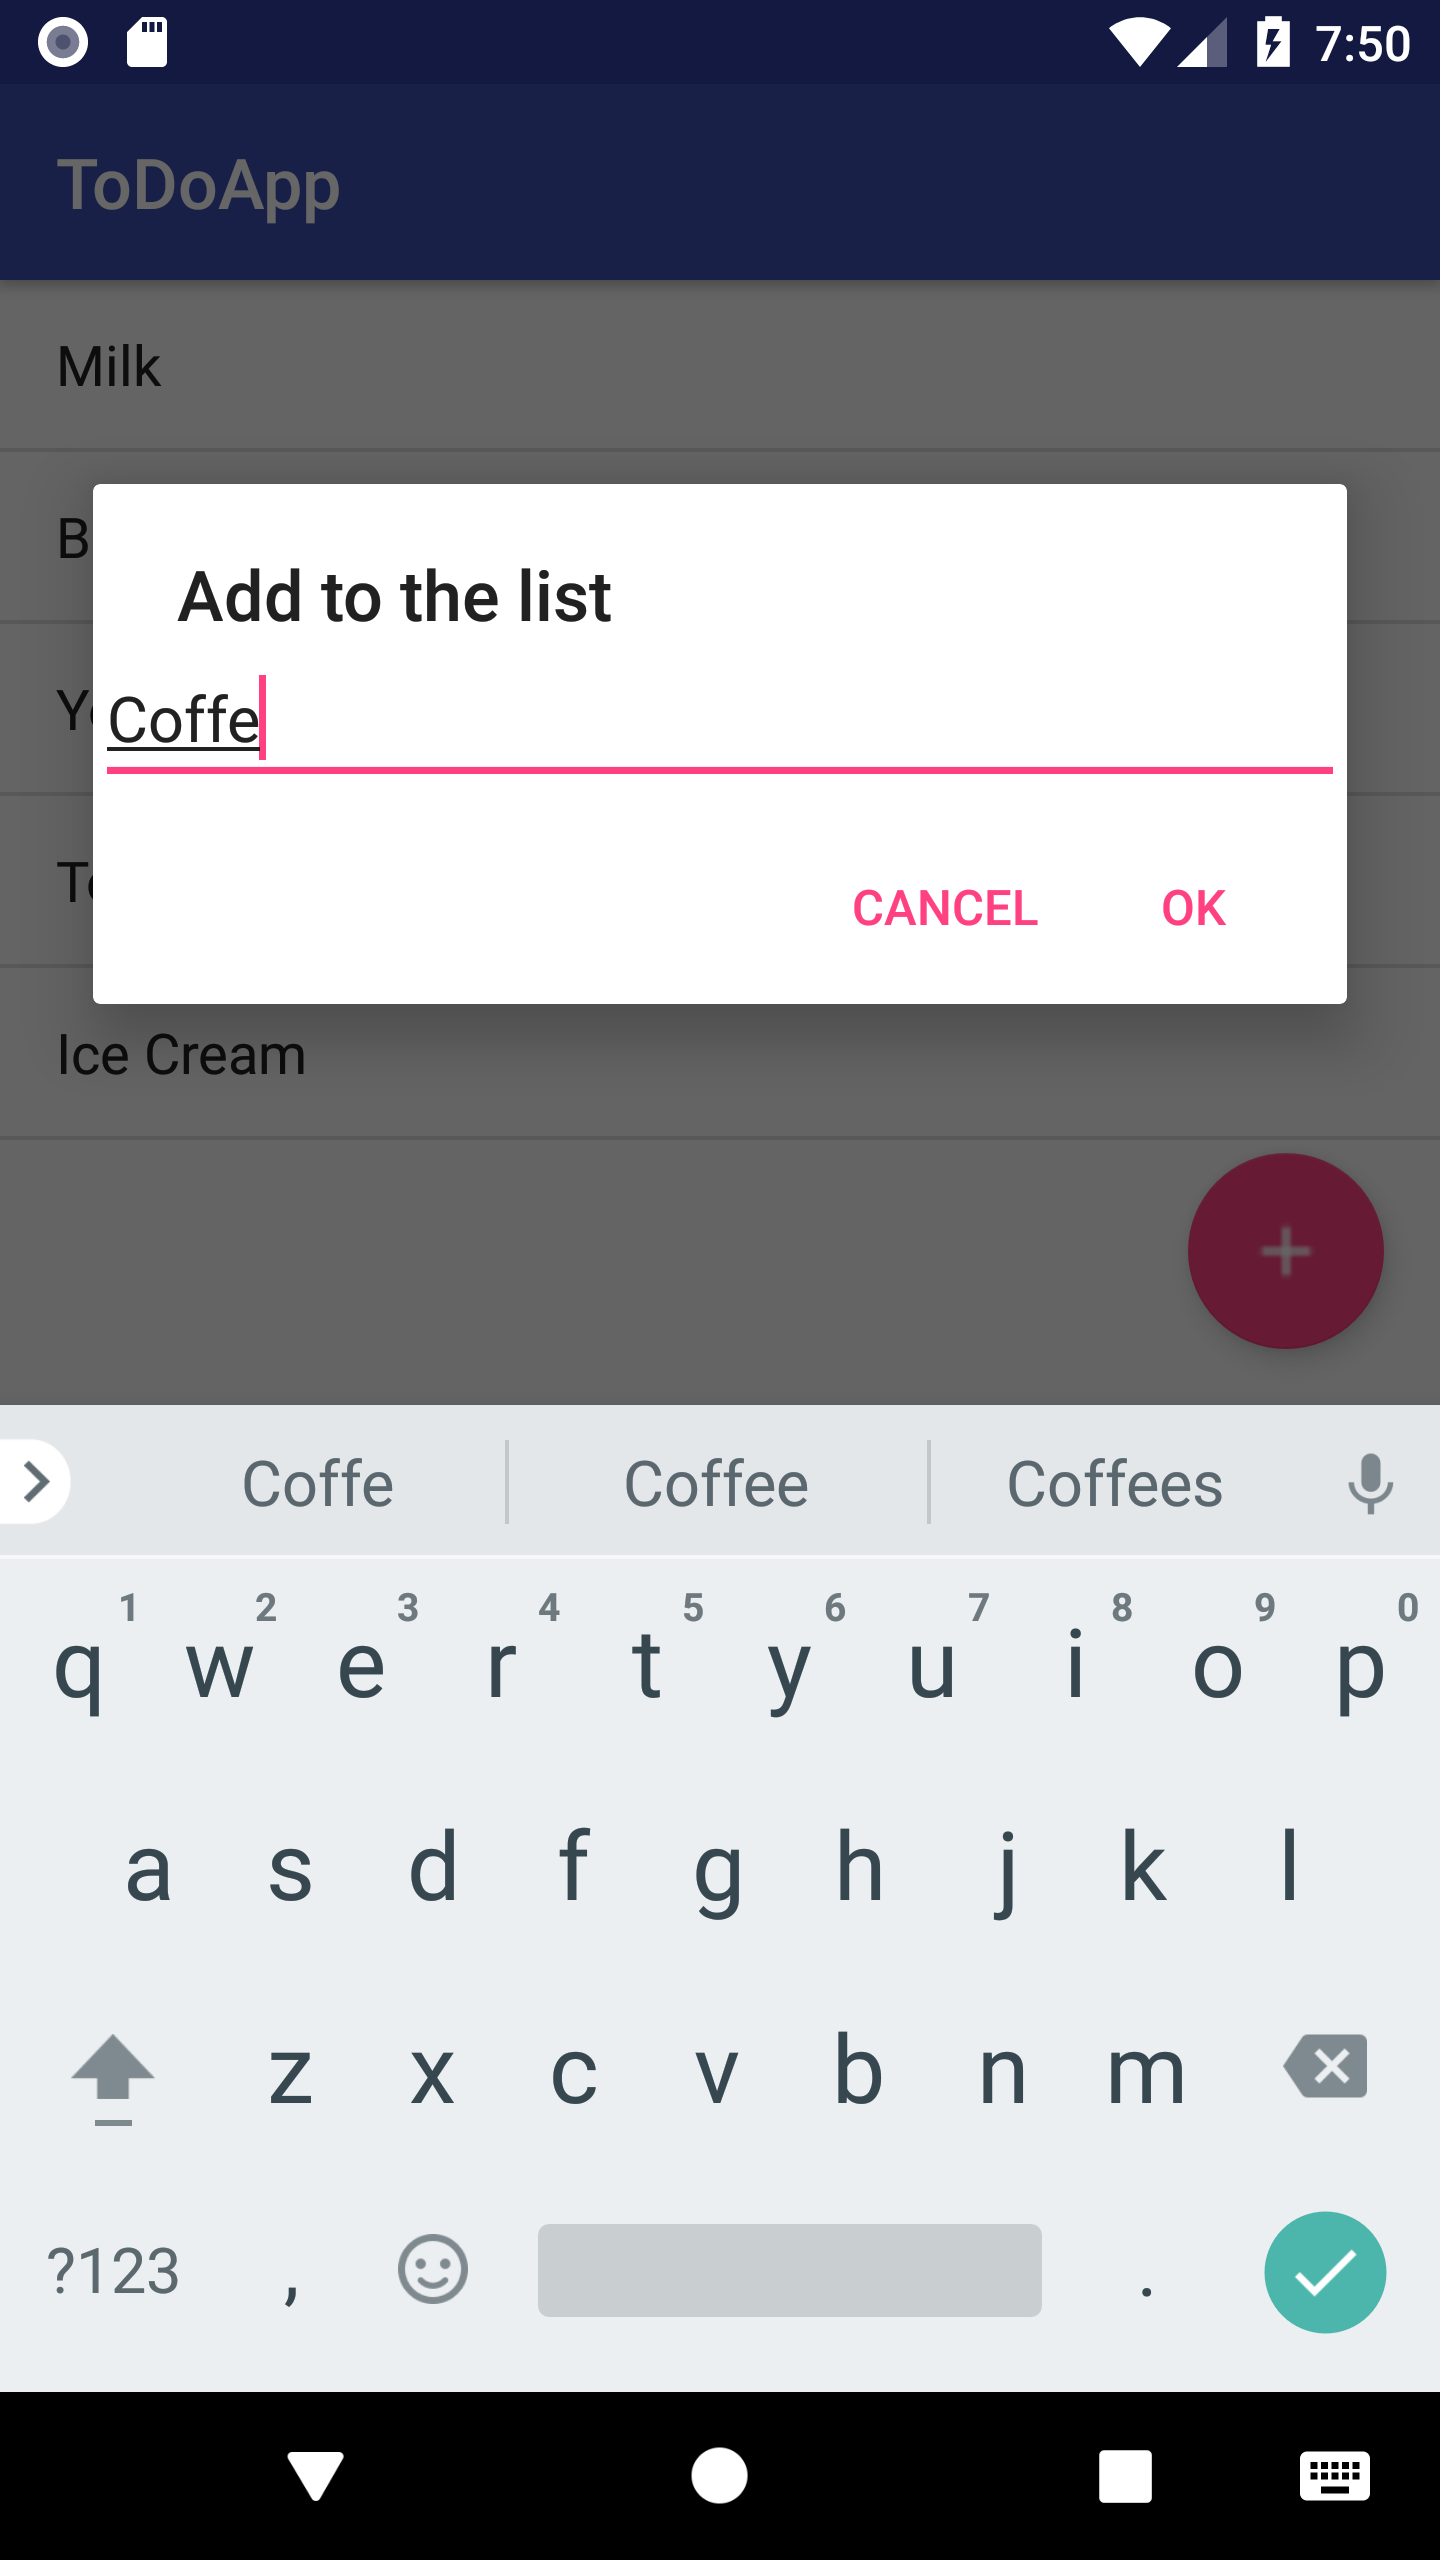 7:50
ToDoApp
Milk
B
Add to the list
Coffe
CANCEL OK
Ice Cream
Coffe Coffee Coffees
1 2 3 4 5 6 7 8 9 0
q w e r t y u i o p
a s d f g h j k l
z x c v b n m
?123 , .